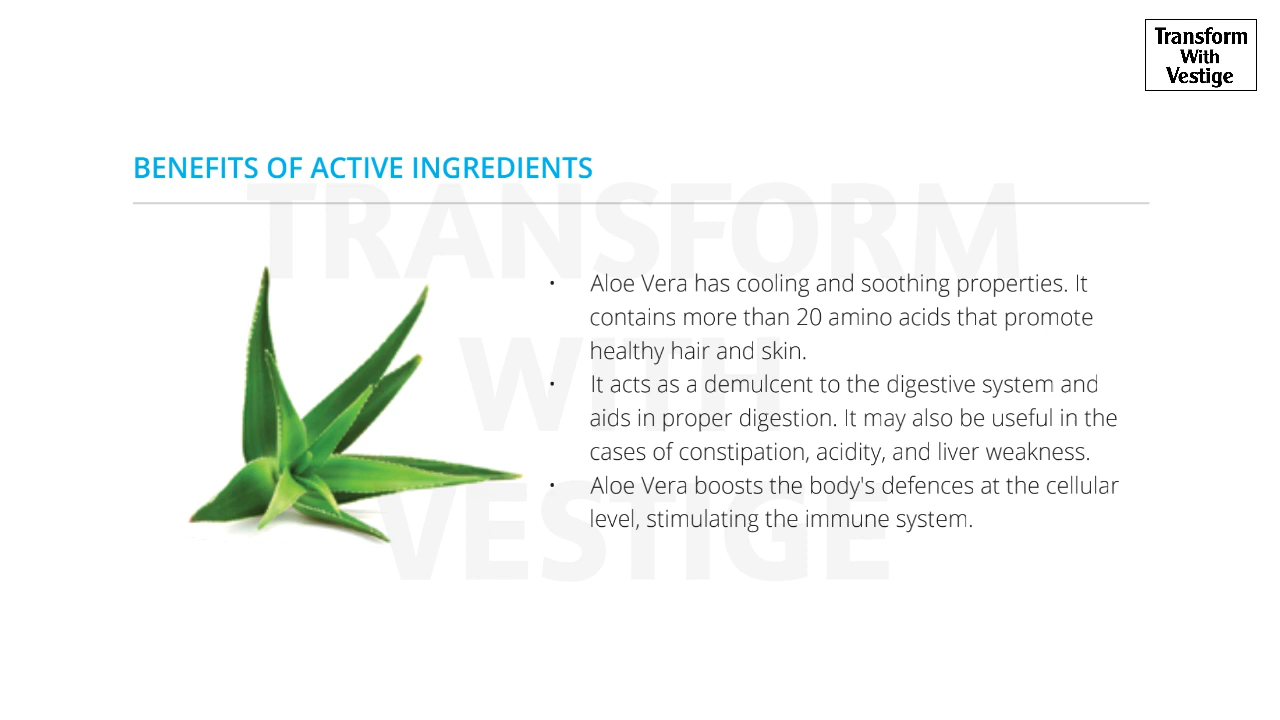 Transform
With
Vestige
BENEFITS OF ACTIVE INGREDIENTS
TRANSFORM
WITH
VESTIGE
• Aloe Vera has cooling and soothing properties. It
contains more than 20 amino acids that promote
healthy hair and skin.
• It acts as a demulcent to the digestive system and
aids in proper digestion. It may also be useful in the
cases of constipation, acidity, and liver weakness.
• Aloe Vera boosts the body's defences at the cellular
level, stimulating the immune system.